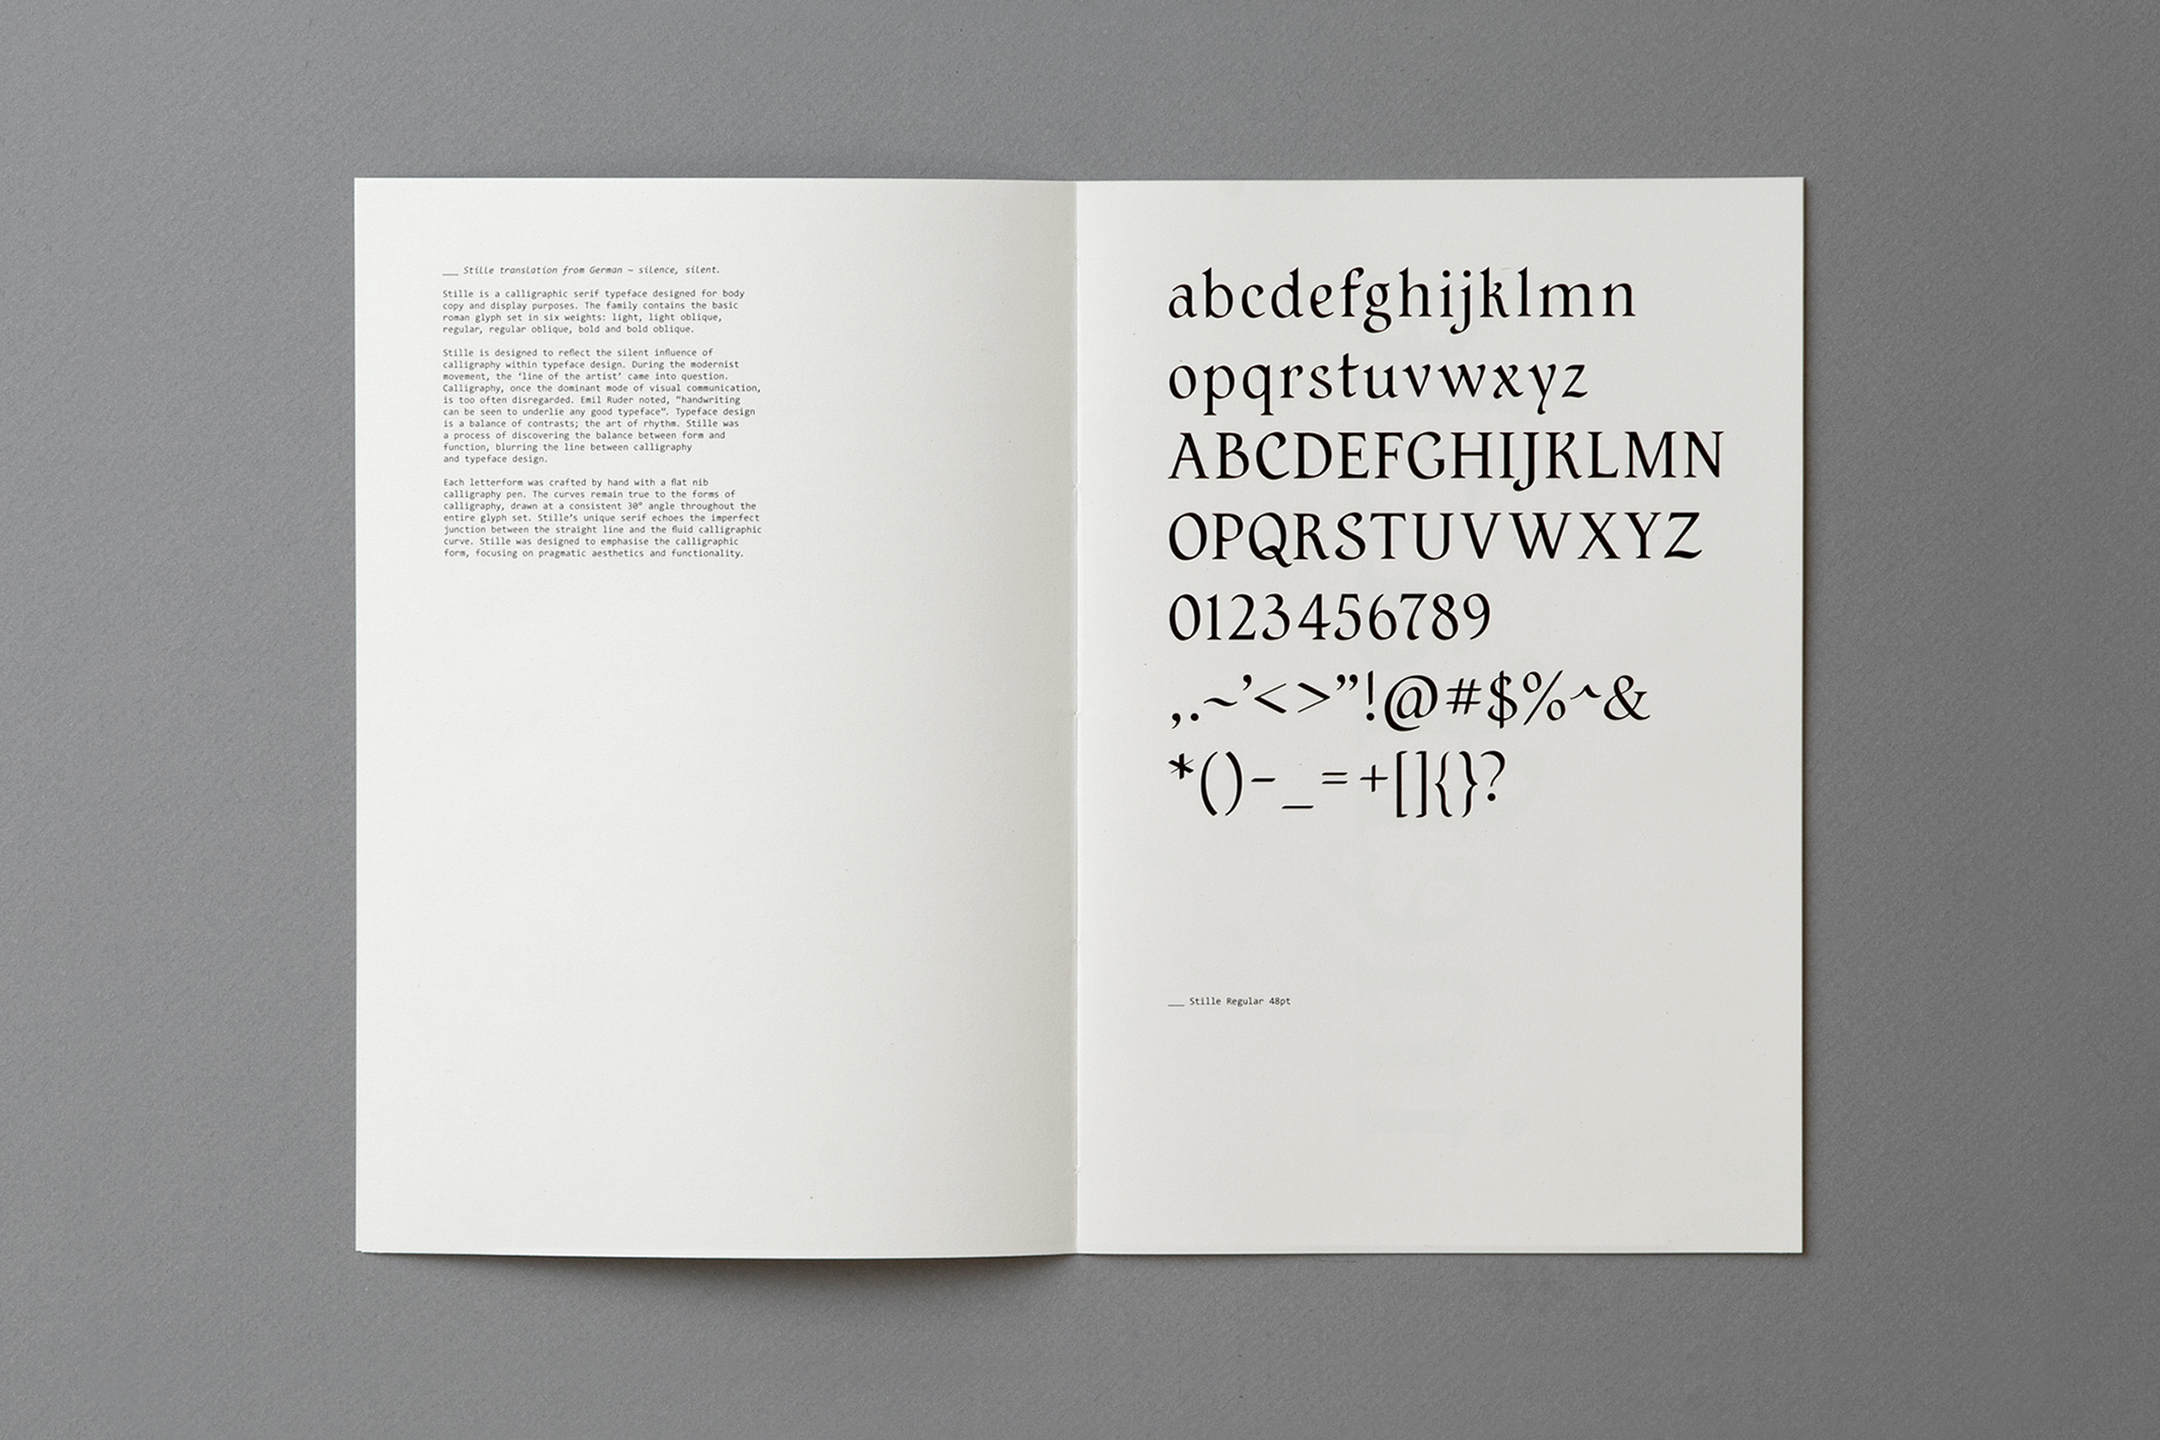 ___ Stille translation from German ~ silence, silent.
Stille is a calligraphic serif typeface designed for body
copy and display purposes. The family contains the basic
roman glyph set in six weights: light, light oblique,
regular, regular oblique, bold and bold oblique.
Stille is designed to reflect the silent influence of
calligraphy within typeface design. During the modernist
movement, the ‘line of the artist’ came into question.
Calligraphy, once the dominant mode of visual communication,
is too often disregarded. Emil Ruder noted, “handwriting
can be seen to underlie any good typeface”. Typeface design
is a balance of contrasts; the art of rhythm. Stille was
a process of discovering the balance between form and
function, blurring the line between calligraphy
and typeface design.
Each letterform was crafted by hand with a flat nib
calligraphy pen. The curves remain true to the forms of
calligraphy, drawn at a consistent 30° angle throughout the
entire glyph set. Stille’s unique serif echoes the imperfect
junction between the straight line and the fluid calligraphic
curve. Stille was designed to emphasise the calligraphic
form, focusing on pragmatic aesthetics and functionality.
abcdefghijklmn
opqrstuvwxyz
ABCDEFGHIJKLMN
OPQRSTUVWXYZ
0123456789
,.~’<>”!@#$%^&
*()-_=+[]{}?
___ Stille Regular 48pt